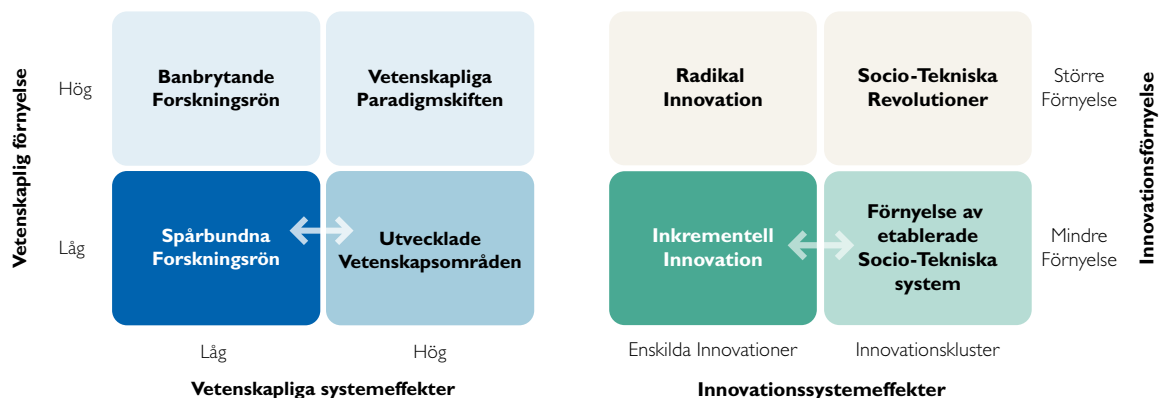 Vetenskaplig förnyelse
Hög
Banbrytande
Forskningsrön
Vetenskapliga
Paradigmskiften
Låg
Spårbundna
Forskningsrön
Utvecklade
Vetenskapsområden
Låg
Hög
Vetenskapliga systemeffekter
Radikal
Innovation
Socio-Tekniska
Revolutioner
Större
Förnyelse
Inkrementell
Innovation
Förnyelse av
etablerade
Socio-Tekniska
system
Mindre
Förnyelse
Innovationsförnyelse
Enskilda Innovationer
Innovationskluster
Innovationssystemeffekter